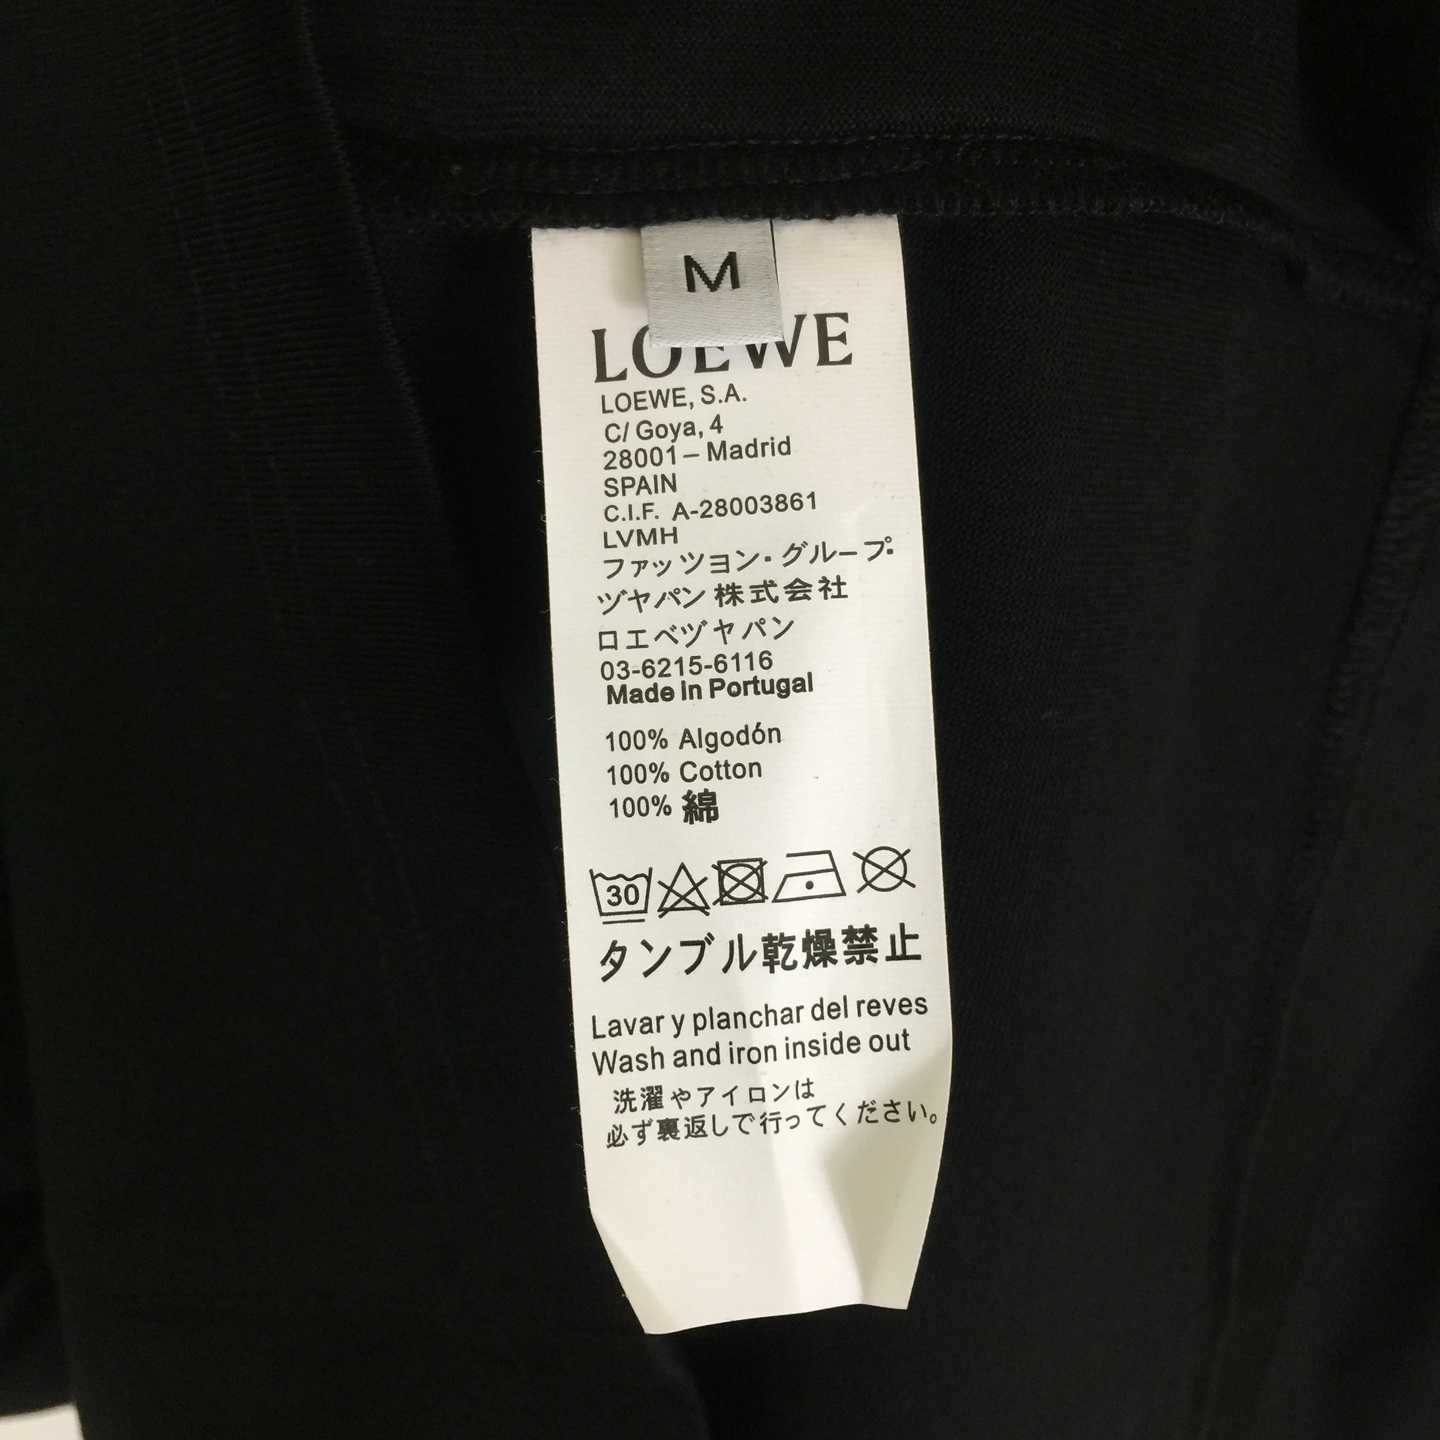 M
LOEWE
LOEWE, S.A.
C/ Goya, 4
28001 – Madrid
SPAIN
C.I.F. A-28003861
LVMH
ファッツヨン・グループ
ヅヤパン 株式会社
ロエベヅヤパン
03-6215-6116
Made in Portugal
100% Algodón
100% Cotton
100% 綿
30
タンブル乾燥禁止
Lavar y planchar del reves
Wash and iron inside out
洗濯やアイロンは
必ず裏返しで行ってください。